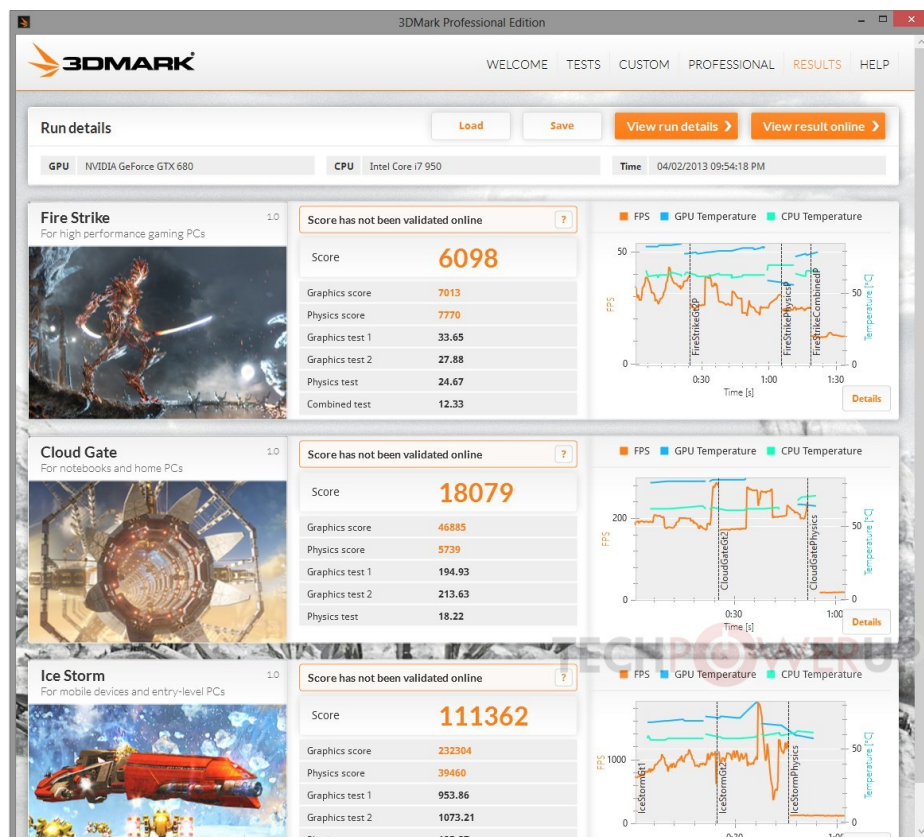 3DMark Professional Edition
3DMARK
WELCOME TESTS CUSTOM PROFESSIONAL RESULTS HELP
Run details
Load Save View run details View result online
GPU NVIDIA GeForce GTX 680 CPU Intel Core i7 950 Time 04/02/2013 09:54:18 PM
Fire Strike 1.0
For high performance gaming PCs
Score has not been validated online ?
Score 6098
Graphics score 7013
Physics score 7770
Graphics test 1 33.65
Graphics test 2 27.88
Physics test 24.67
Combined test 12.33
FPS GPU Temperature CPU Temperature
50
0
FPS
FireStrikeGt2P
FireStrikePhysicsP
FireStrikeCombinedP
50
0
Temperature [°C]
0:30 1:00 1:30
Time [s]
Details
Cloud Gate 1.0
For notebooks and home PCs
Score has not been validated online ?
Score 18079
Graphics score 46885
Physics score 5739
Graphics test 1 194.93
Graphics test 2 213.63
Physics test 18.22
FPS GPU Temperature CPU Temperature
200
0
FPS
CloudGateGt2
CloudGatePhysics
50
0
Temperature [°C]
0:30 1:00
Time [s]
Details
TECHPOWERUP
Ice Storm 1.0
For mobile devices and entry-level PCs
Score has not been validated online ?
Score 111362
Graphics score 232304
Physics score 39460
Graphics test 1 953.86
Graphics test 2 1073.21
FPS GPU Temperature CPU Temperature
1000
0
FPS
IceStormGt1
IceStormGt2
IceStormPhysics
50
0
Temperature [°C]